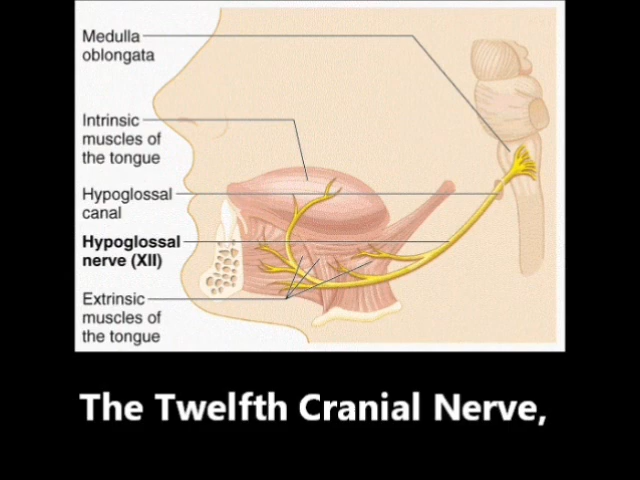 Medulla
oblongata
Intrinsic
muscles of
the tongue
Hypoglossal
canal
Hypoglossal
nerve (XII)
Extrinsic
muscles of
the tongue
The Twelfth Cranial Nerve,